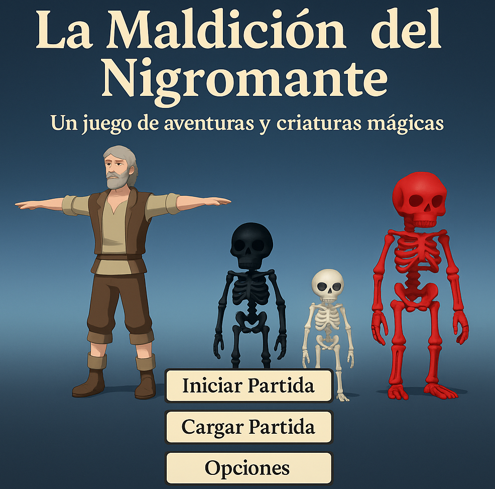 La Maldición del
Nigromante
Un juego de aventuras y criaturas mágicas
Iniciar Partida
Cargar Partida
Opciones